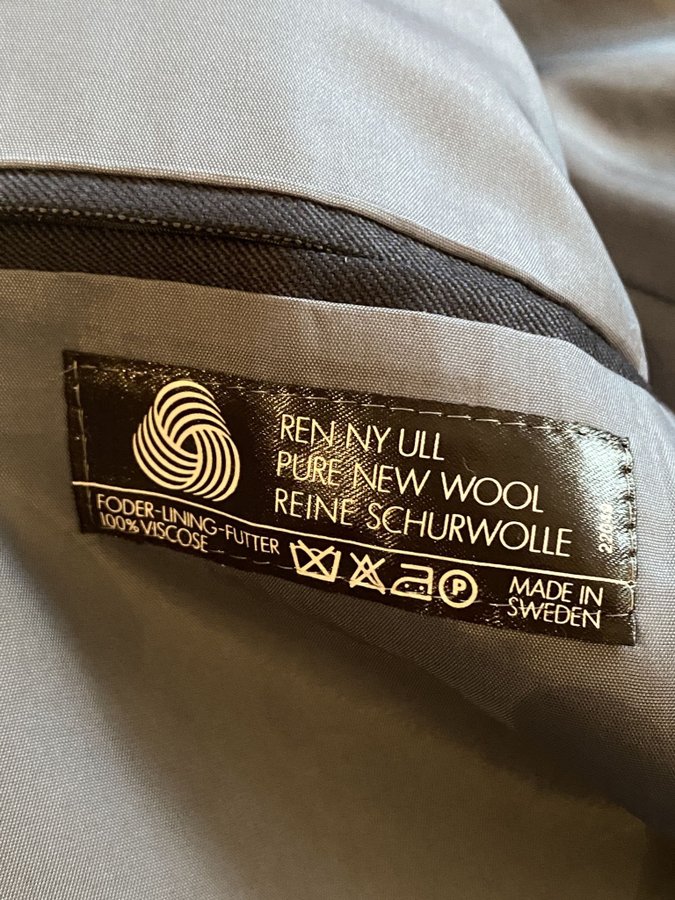 REN NY ULL
PURE NEW WOOL
REINE SCHURWOLLE
FODER-LINING-FUTTER
100% VISCOSE
P
MADE IN
SWEDEN